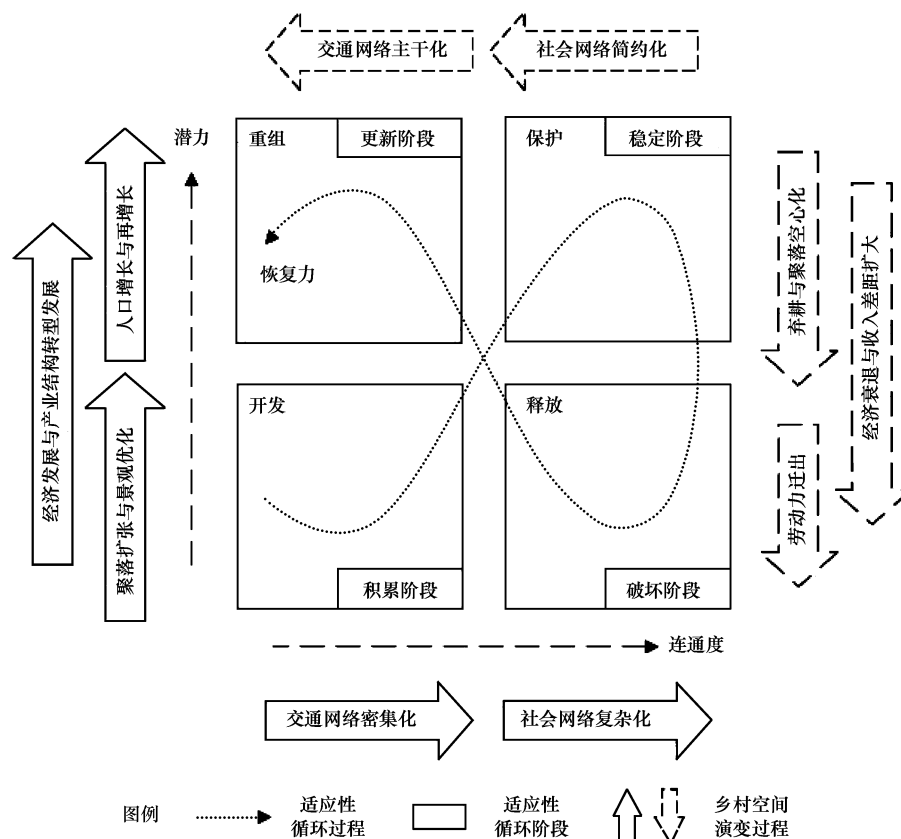 交通网络主干化
社会网络简约化
潜力
重组
更新阶段
保护
稳定阶段
恢复力
人口增长与再增长
经济发展与产业结构转型发展
聚落扩张与景观优化
弃耕与聚落空心化
经济衰退与收入差距扩大
劳动力迁出
开发
积累阶段
释放
破坏阶段
连通度
交通网络密集化
社会网络复杂化
图例
适应性
循环过程
适应性
循环阶段
乡村空间
演变过程